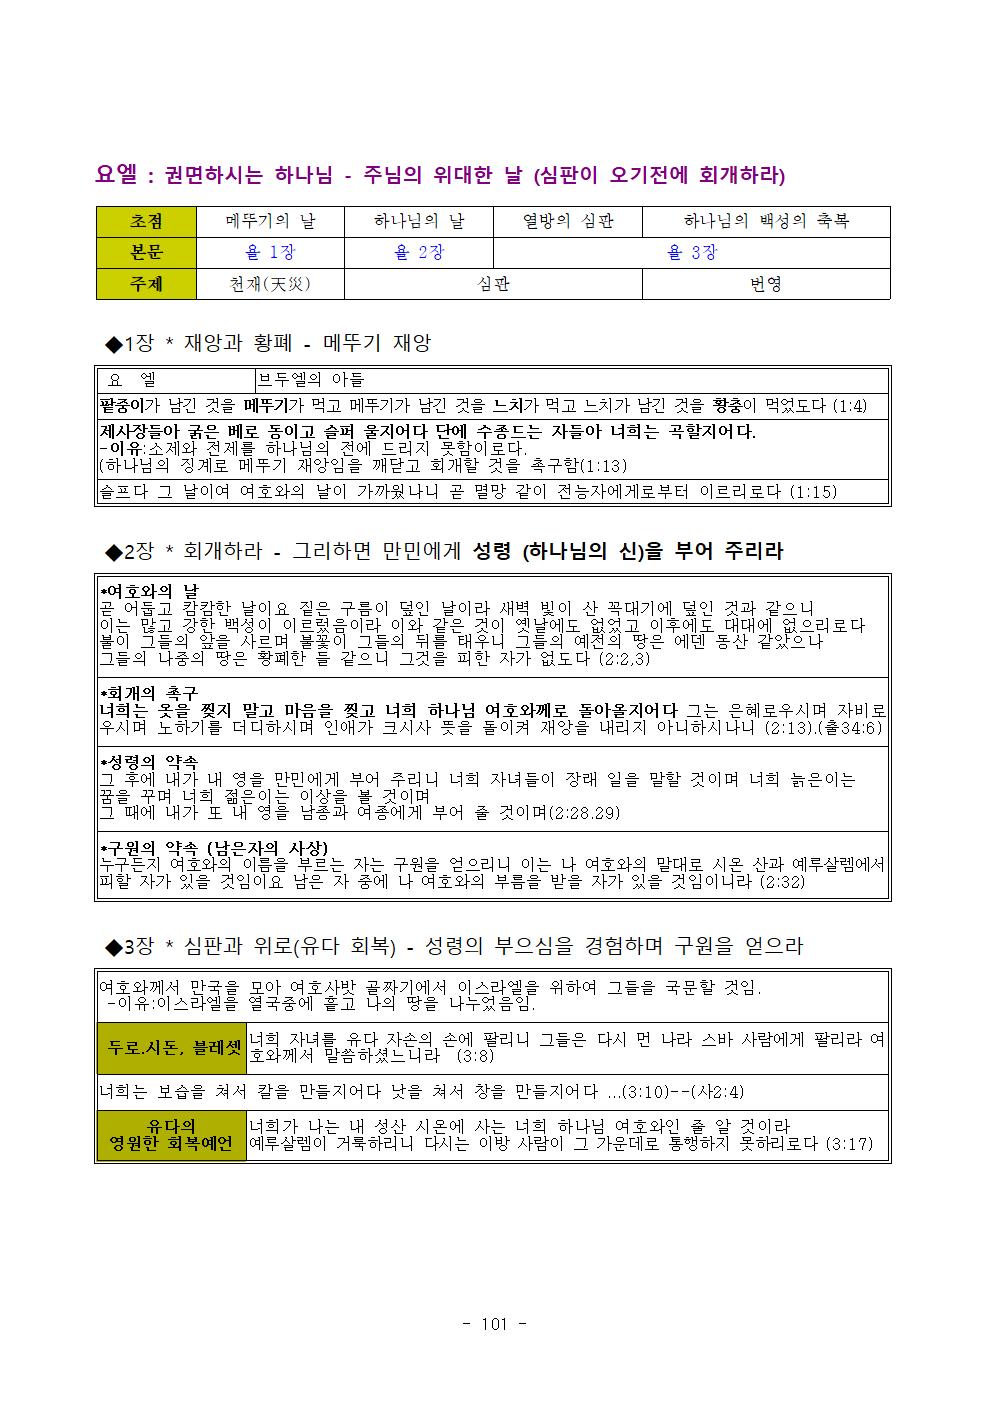 요엘 : 권면하시는 하나님 - 주님의 위대한 날 (심판이 오기전에 회개하라)
초점 메뚜기의 날 하나님의 날 열방의 심판 하나님의 백성의 축복
본문 욜 1장 욜 2장 욜 3장
주제 천재(天災) 심판 번영
◆1장 * 재앙과 황폐 - 메뚜기 재앙
요 엘 브두엘의 아들
팥중이가 남긴 것을 메뚜기가 먹고 메뚜기가 남긴 것을 느치가 먹고 느치가 남긴 것을 황충이 먹었도다 (1:4)
제사장들아 굵은 베로 동이고 슬퍼 울지어다 단에 수종드는 자들아 너희는 곡할지어다.
-이유:소제와 전제를 하나님의 전에 드리지 못함이로다.
(하나님의 징계로 메뚜기 재앙임을 깨닫고 회개할 것을 촉구함(1:13)
슬프다 그 날이여 여호와의 날이 가까웠나니 곧 멸망 같이 전능자에게로부터 이르리로다 (1:15)
◆2장 * 회개하라 - 그리하면 만민에게 성령 (하나님의 신)을 부어 주리라
*여호와의 날
곧 어둡고 캄캄한 날이요 짙은 구름이 덮인 날이라 새벽 빛이 산 꼭대기에 덮인 것과 같으니
이는 많고 강한 백성이 이르렀음이라 이와 같은 것이 옛날에도 없었고 이후에도 대대에 없으리로다
불이 그들의 앞을 사르며 불꽃이 그들의 뒤를 태우니 그들의 예전의 땅은 에덴 동산 같았으나
그들의 나중의 땅은 황폐한 들 같으니 그것을 피한 자가 없도다 (2:2,3)
*회개의 촉구
너희는 옷을 찢지 말고 마음을 찢고 너희 하나님 여호와께로 돌아올지어다 그는 은혜로우시며 자비로
우시며 노하기를 더디하시며 인애가 크시사 뜻을 돌이켜 재앙을 내리지 아니하시나니 (2:13).(출34:6)
*성령의 약속
그 후에 내가 내 영을 만민에게 부어 주리니 너희 자녀들이 장래 일을 말할 것이며 너희 늙은이는
꿈을 꾸며 너희 젊은이는 이상을 볼 것이며
그 때에 내가 또 내 영을 남종과 여종에게 부어 줄 것이며(2:28.29)
*구원의 약속 (남은자의 사상)
누구든지 여호와의 이름을 부르는 자는 구원을 얻으리니 이는 나 여호와의 말대로 시온 산과 예루살렘에서
피할 자가 있을 것임이요 남은 자 중에 나 여호와의 부름을 받을 자가 있을 것임이니라 (2:32)
◆3장 * 심판과 위로(유다 회복) - 성령의 부으심을 경험하며 구원을 얻으라
여호와께서 만국을 모아 여호사밧 골짜기에서 이스라엘을 위하여 그들을 국문할 것임.
-이유:이스라엘을 열국중에 흩고 나의 땅을 나누었음임.
두로.시돈, 블레셋 너희 자녀를 유다 자손의 손에 팔리니 그들은 다시 먼 나라 스바 사람에게 팔리라 여
호와께서 말씀하셨느니라 (3:8)
너희는 보습을 쳐서 칼을 만들지어다 낫을 쳐서 창을 만들지어다 ...(3:10)--(사2:4)
유다의 너희가 나는 내 성산 시온에 사는 너희 하나님 여호와인 줄 알 것이라
영원한 회복예언 예루살렘이 거룩하리니 다시는 이방 사람이 그 가운데로 통행하지 못하리로다 (3:17)
- 101 -